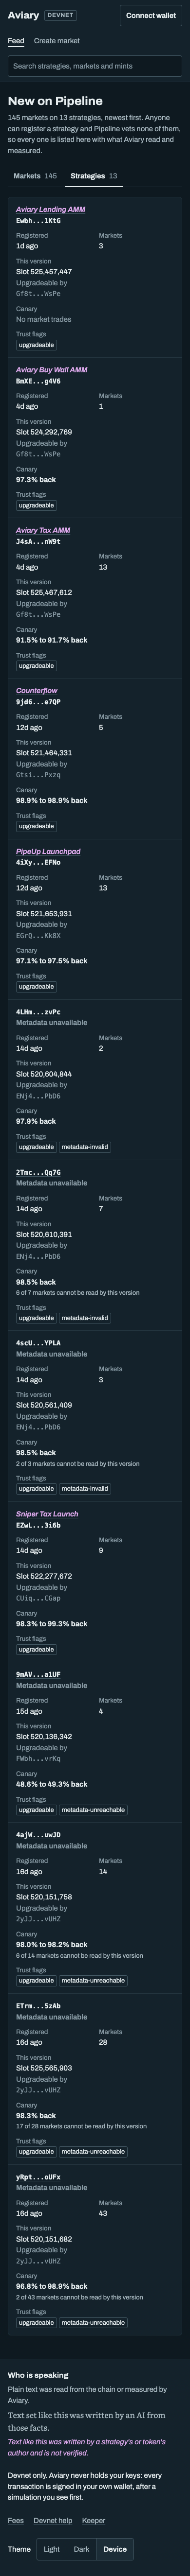 Aviary DEVNET Connect wallet
Feed Create market
Search strategies, markets and mints
New on Pipeline
145 markets on 13 strategies, newest first. Anyone
can register a strategy and Pipeline vets none of them,
so every one is listed here with what Aviary read and
measured.
Markets 145 Strategies 13
Aviary Lending AMM
Ewbh...1KtG
Registered Markets
1d ago 3
This version
Slot 525,457,447
Upgradeable by
Gf8t...WsPe
Canary
No market trades
Trust flags
upgradeable
Aviary Buy Wall AMM
BmXE...g4V6
Registered Markets
4d ago 1
This version
Slot 524,292,769
Upgradeable by
Gf8t...WsPe
Canary
97.3% back
Trust flags
upgradeable
Aviary Tax AMM
J4sA...nW9t
Registered Markets
4d ago 13
This version
Slot 525,467,612
Upgradeable by
Gf8t...WsPe
Canary
91.5% to 91.7% back
Trust flags
upgradeable
Counterflow
9jd6...e7QP
Registered Markets
12d ago 5
This version
Slot 521,464,331
Upgradeable by
Gtsi...Pxzq
Canary
98.9% to 98.9% back
Trust flags
upgradeable
PipeUp Launchpad
4iXy...EFNo
Registered Markets
12d ago 13
This version
Slot 521,653,931
Upgradeable by
EGrQ...Kk8X
Canary
97.1% to 97.5% back
Trust flags
upgradeable
4LHm...zvPc
Metadata unavailable
Registered Markets
14d ago 2
This version
Slot 520,604,844
Upgradeable by
ENj4...PbD6
Canary
97.9% back
Trust flags
upgradeable metadata-invalid
2Tmc...Qq7G
Metadata unavailable
Registered Markets
14d ago 7
This version
Slot 520,610,391
Upgradeable by
ENj4...PbD6
Canary
98.5% back
6 of 7 markets cannot be read by this version
Trust flags
upgradeable metadata-invalid
4scU...YPLA
Metadata unavailable
Registered Markets
14d ago 3
This version
Slot 520,561,409
Upgradeable by
ENj4...PbD6
Canary
98.5% back
2 of 3 markets cannot be read by this version
Trust flags
upgradeable metadata-invalid
Sniper Tax Launch
EZwL...3i6b
Registered Markets
14d ago 9
This version
Slot 522,277,672
Upgradeable by
CUiq...CGap
Canary
98.3% to 99.3% back
Trust flags
upgradeable
9mAV...a1UF
Metadata unavailable
Registered Markets
15d ago 4
This version
Slot 520,136,342
Upgradeable by
FWbh...vrKq
Canary
48.6% to 49.3% back
Trust flags
upgradeable metadata-unreachable
4ajW...uwJD
Metadata unavailable
Registered Markets
16d ago 14
This version
Slot 520,151,758
Upgradeable by
2yJJ...vUHZ
Canary
98.0% to 98.2% back
6 of 14 markets cannot be read by this version
Trust flags
upgradeable metadata-unreachable
ETrm...5zAb
Metadata unavailable
Registered Markets
16d ago 28
This version
Slot 525,565,903
Upgradeable by
2yJJ...vUHZ
Canary
98.3% back
17 of 28 markets cannot be read by this version
Trust flags
upgradeable metadata-unreachable
yRpt...oUFx
Metadata unavailable
Registered Markets
16d ago 43
This version
Slot 520,151,682
Upgradeable by
2yJJ...vUHZ
Canary
96.8% to 98.9% back
2 of 43 markets cannot be read by this version
Trust flags
upgradeable metadata-unreachable
Who is speaking
Plain text was read from the chain or measured by
Aviary.
Text set like this was written by an AI from
those facts.
Text like this was written by a strategy's or token's
author and is not verified.
Devnet only. Aviary never holds your keys: every
transaction is signed in your own wallet, after a
simulation you see first.
Fees Devnet help Keeper
Theme Light Dark Device